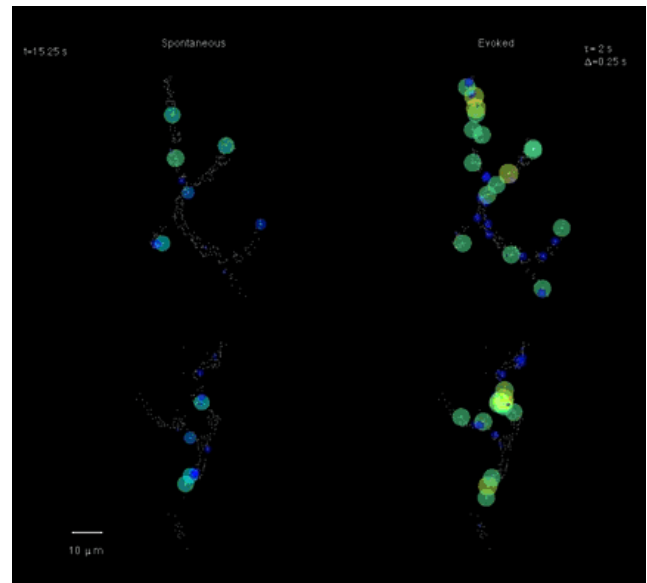 Spontaneous
Evoked
t=15.25 s
τ=2 s
Δ=0.25 s
10 μm